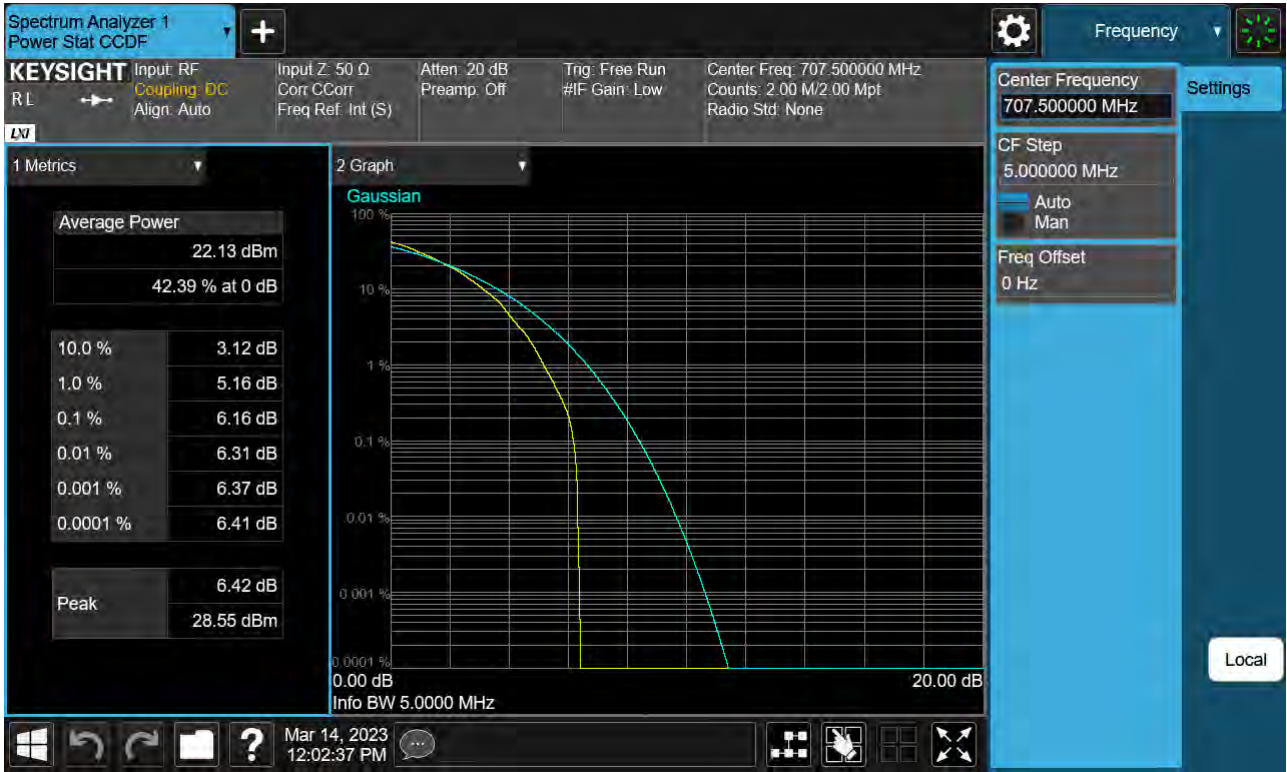 Spectrum Analyzer 1
Power Stat CCDF
+
Frequency
KEYSIGHT
R L
LXI
Input: RF
Coupling: DC
Align: Auto
Input Z: 50 Ω
Corr CCorr
Freq Ref: Int (S)
Atten: 20 dB
Preamp: Off
Trig: Free Run
#IF Gain: Low
Center Freq: 707.500000 MHz
Counts: 2.00 M/2.00 Mpt
Radio Std: None
Center Frequency
707.500000 MHz
Settings
CF Step
5.000000 MHz
Auto
Man
Freq Offset
0 Hz
Local
1 Metrics
Average Power
22.13 dBm
42.39 % at 0 dB
10.0 % 3.12 dB
1.0 % 5.16 dB
0.1 % 6.16 dB
0.01 % 6.31 dB
0.001 % 6.37 dB
0.0001 % 6.41 dB
Peak
6.42 dB
28.55 dBm
2 Graph
Gaussian
100 %
10 %
1 %
0.1 %
0.01 %
0.001 %
0.0001 %
0.00 dB 20.00 dB
Info BW 5.0000 MHz
?
Mar 14, 2023
12:02:37 PM